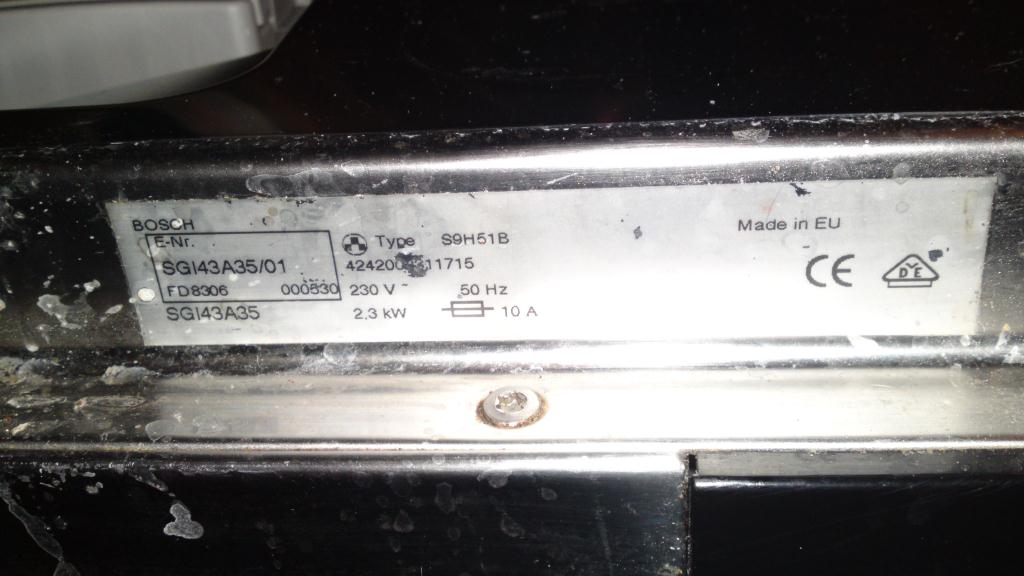 BOSCH
E-Nr.
SGI43A35/01
FD8306 000530
SGI43A35
Type S9H51B
230 V ~ 50 Hz
2,3 kW 10 A
Made in EU
CE
DVE